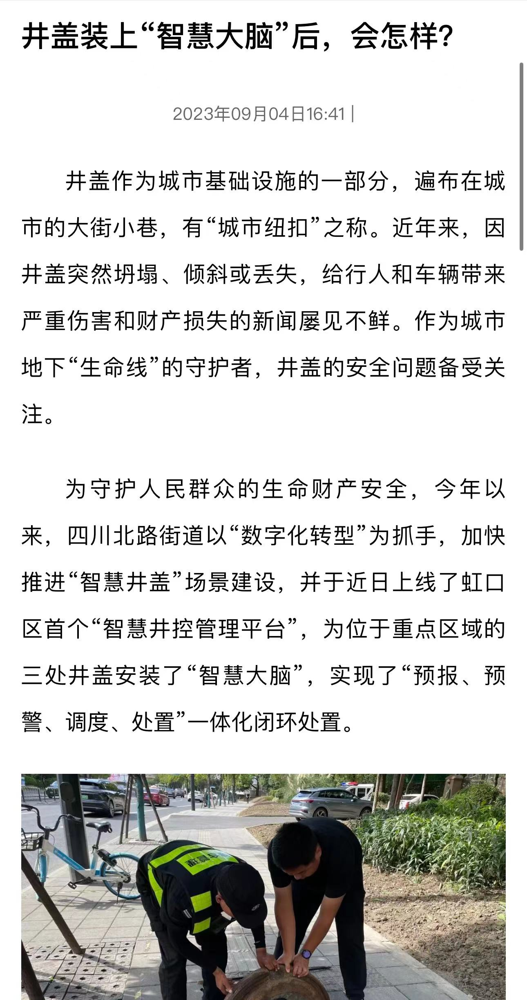 井盖装上“智慧大脑”后，会怎样？
2023年09月04日16:41 |
井盖作为城市基础设施的一部分，遍布在城
市的大街小巷，有“城市纽扣”之称。近年来，因
井盖突然坍塌、倾斜或丢失，给行人和车辆带来
严重伤害和财产损失的新闻屡见不鲜。作为城市
地下“生命线”的守护者，井盖的安全问题备受关
注。
为守护人民群众的生命财产安全，今年以
来，四川北路街道以“数字化转型”为抓手，加快
推进“智慧井盖”场景建设，并于近日上线了虹口
区首个“智慧井控管理平台”，为位于重点区域的
三处井盖安装了“智慧大脑”，实现了“预报、预
警、调度、处置”一体化闭环处置。